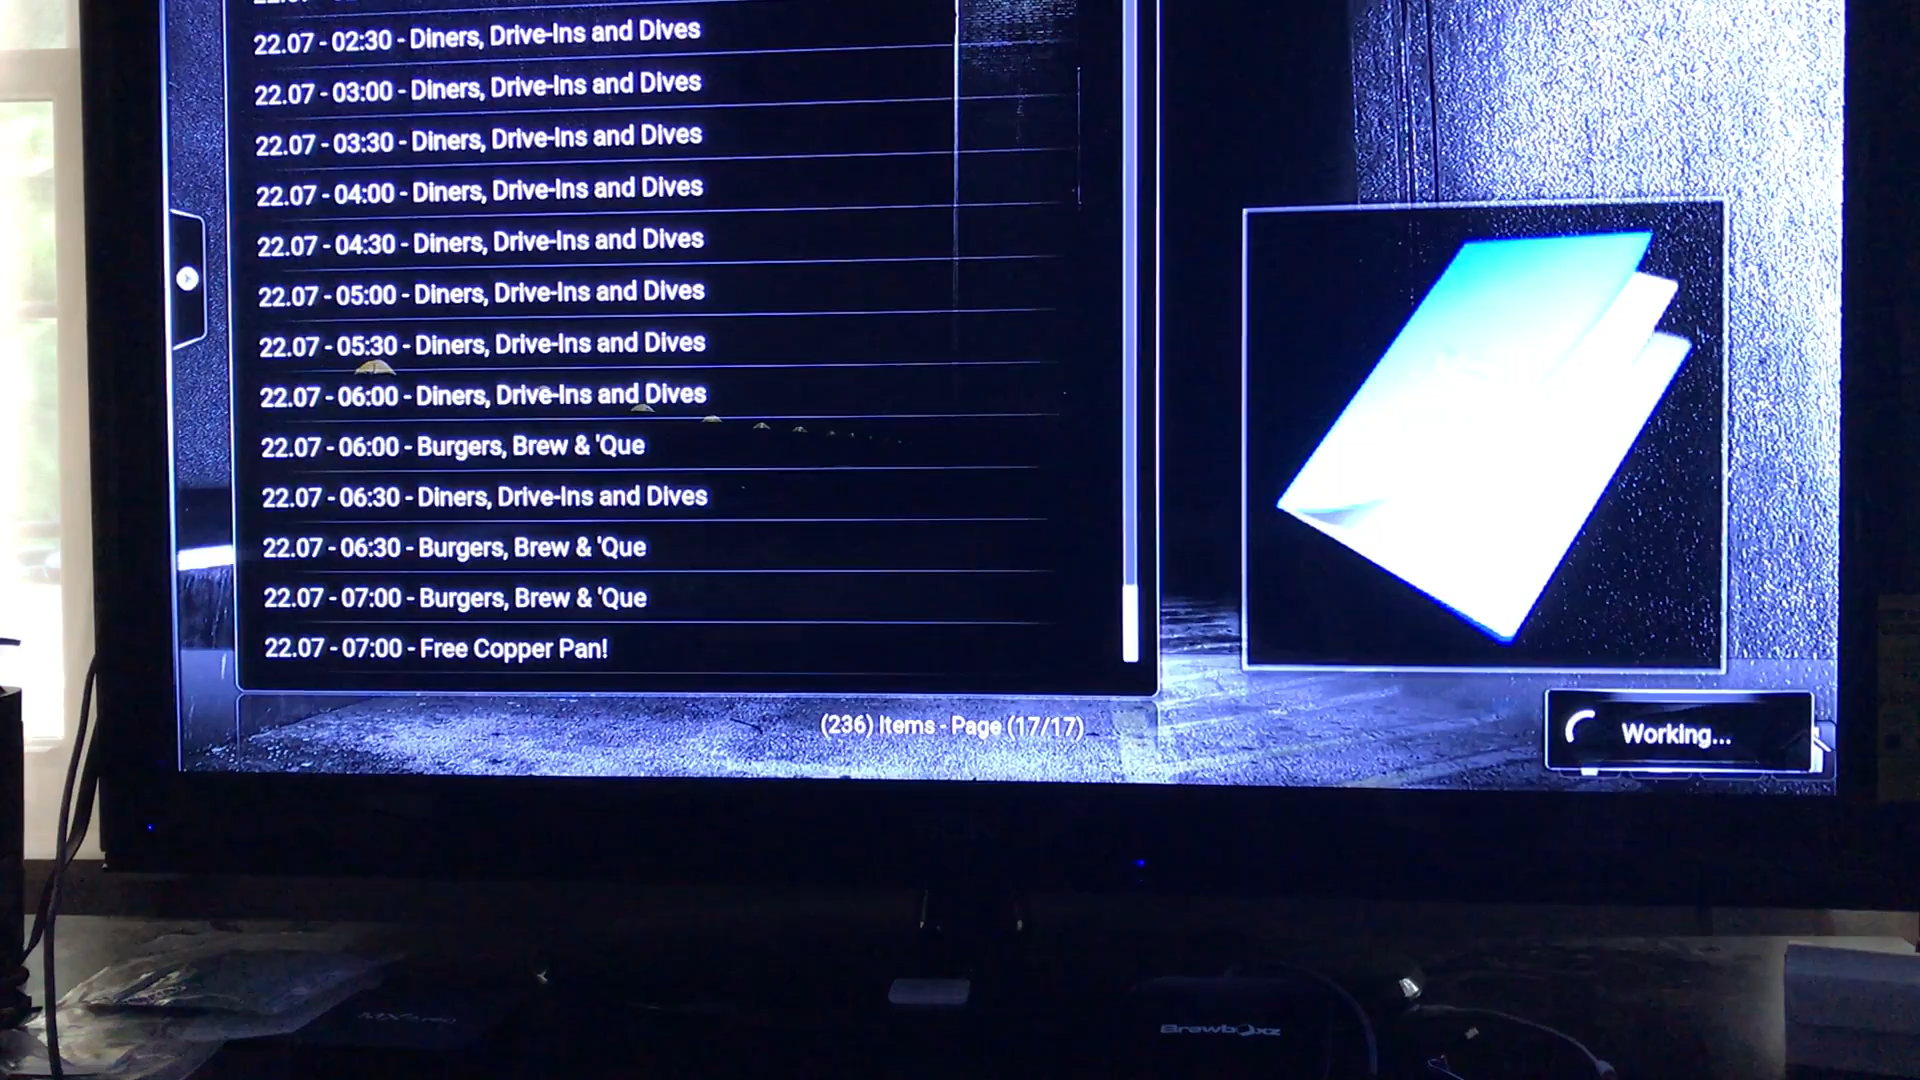 22.07 - 02:30 - Diners, Drive-Ins and Dives
22.07 - 03:00 - Diners, Drive-Ins and Dives
22.07 - 03:30 - Diners, Drive-Ins and Dives
22.07 - 04:00 - Diners, Drive-Ins and Dives
22.07 - 04:30 - Diners, Drive-Ins and Dives
22.07 - 05:00 - Diners, Drive-Ins and Dives
22.07 - 05:30 - Diners, Drive-Ins and Dives
22.07 - 06:00 - Diners, Drive-Ins and Dives
22.07 - 06:00 - Burgers, Brew & 'Que
22.07 - 06:30 - Diners, Drive-Ins and Dives
22.07 - 06:30 - Burgers, Brew & 'Que
22.07 - 07:00 - Burgers, Brew & 'Que
22.07 - 07:00 - Free Copper Pan!
(236) Items - Page (17/17)
Working...
Brawboxz